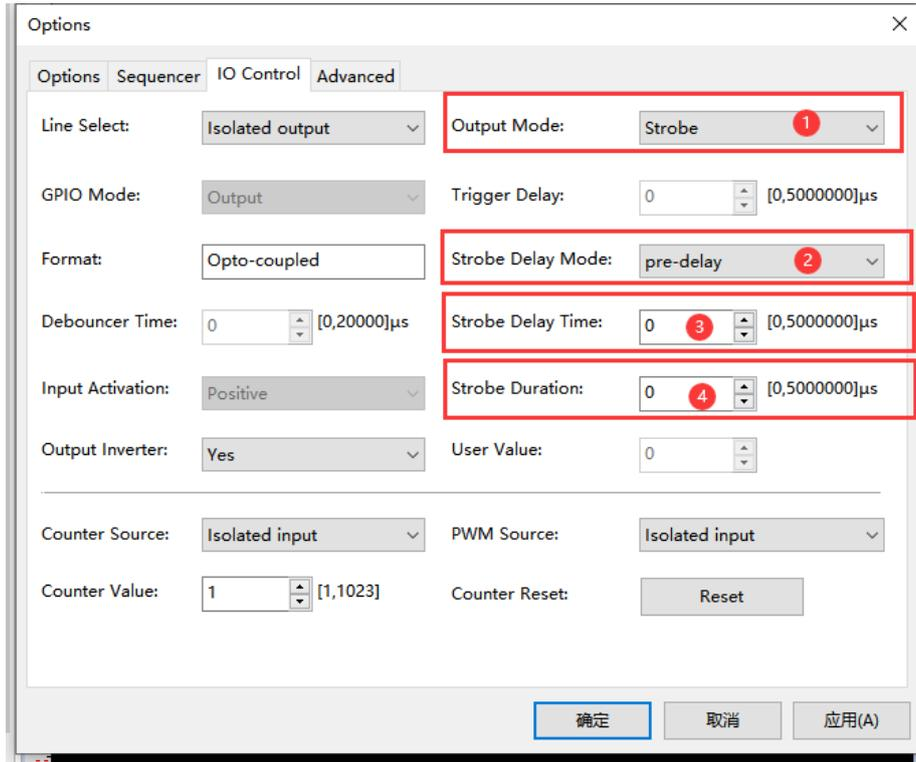 Options
Options Sequencer IO Control Advanced
Line Select: Isolated output Output Mode: Strobe 1
GPIO Mode: Output Trigger Delay: 0 [0,5000000]μs
Format: Opto-coupled Strobe Delay Mode: pre-delay 2
Debouncer Time: 0 [0,20000]μs Strobe Delay Time: 0 3 [0,5000000]μs
Input Activation: Positive Strobe Duration: 0 4 [0,5000000]μs
Output Inverter: Yes User Value: 0
Counter Source: Isolated input PWM Source: Isolated input
Counter Value: 1 [1,1023] Counter Reset: Reset
确定 取消 应用(A)